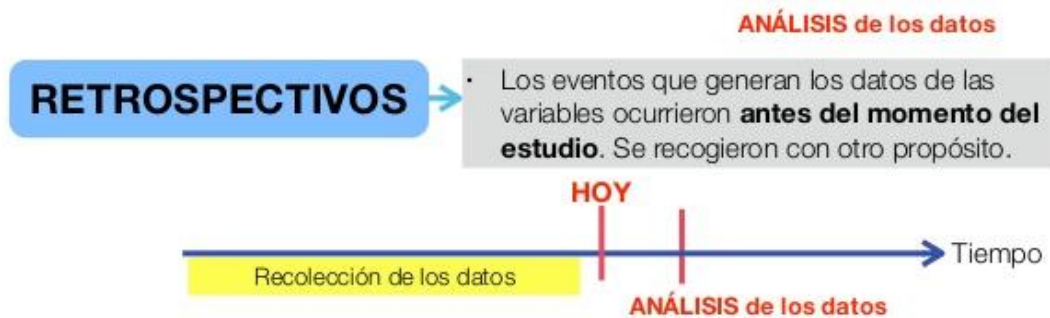 ANÁLISIS de los datos
RETROSPECTIVOS
· Los eventos que generan los datos de las
variables ocurrieron antes del momento del
estudio. Se recogieron con otro propósito.
HOY
Tiempo
Recolección de los datos
ANÁLISIS de los datos